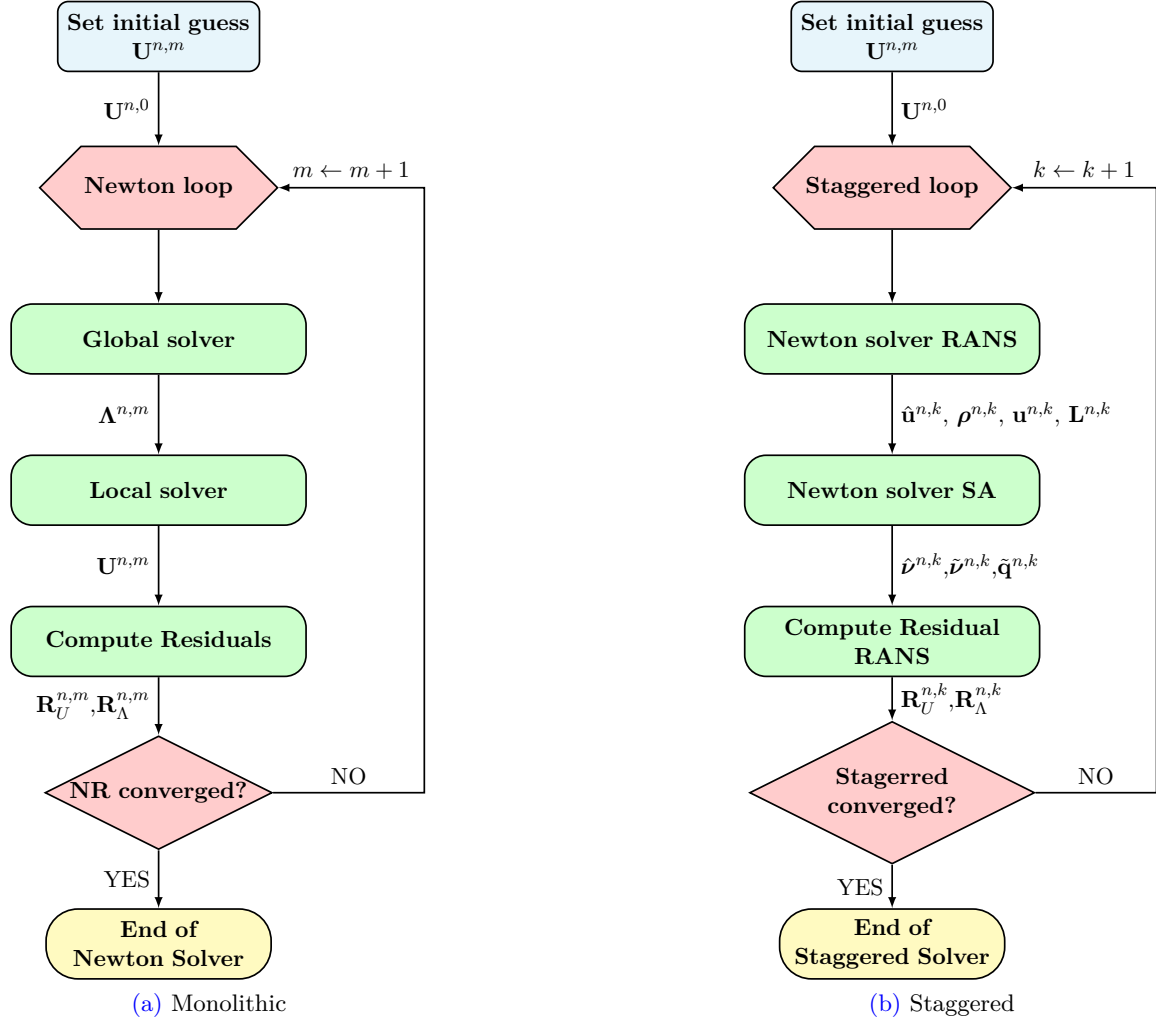 Set initial guess
U^{n,m}
U^{n,0}
Newton loop
m ← m + 1
Global solver
Λ^{n,m}
Local solver
U^{n,m}
Compute Residuals
R_U^{n,m},R_Λ^{n,m}
NR converged?
NO
YES
End of
Newton Solver
(a) Monolithic
Set initial guess
U^{n,m}
U^{n,0}
Staggered loop
k ← k + 1
Newton solver RANS
û^{n,k}, ρ^{n,k}, u^{n,k}, L^{n,k}
Newton solver SA
ν̂^{n,k},ν̃^{n,k},q̃^{n,k}
Compute Residual
RANS
R_U^{n,k},R_Λ^{n,k}
Stagerred
converged?
NO
YES
End of
Staggered Solver
(b) Staggered